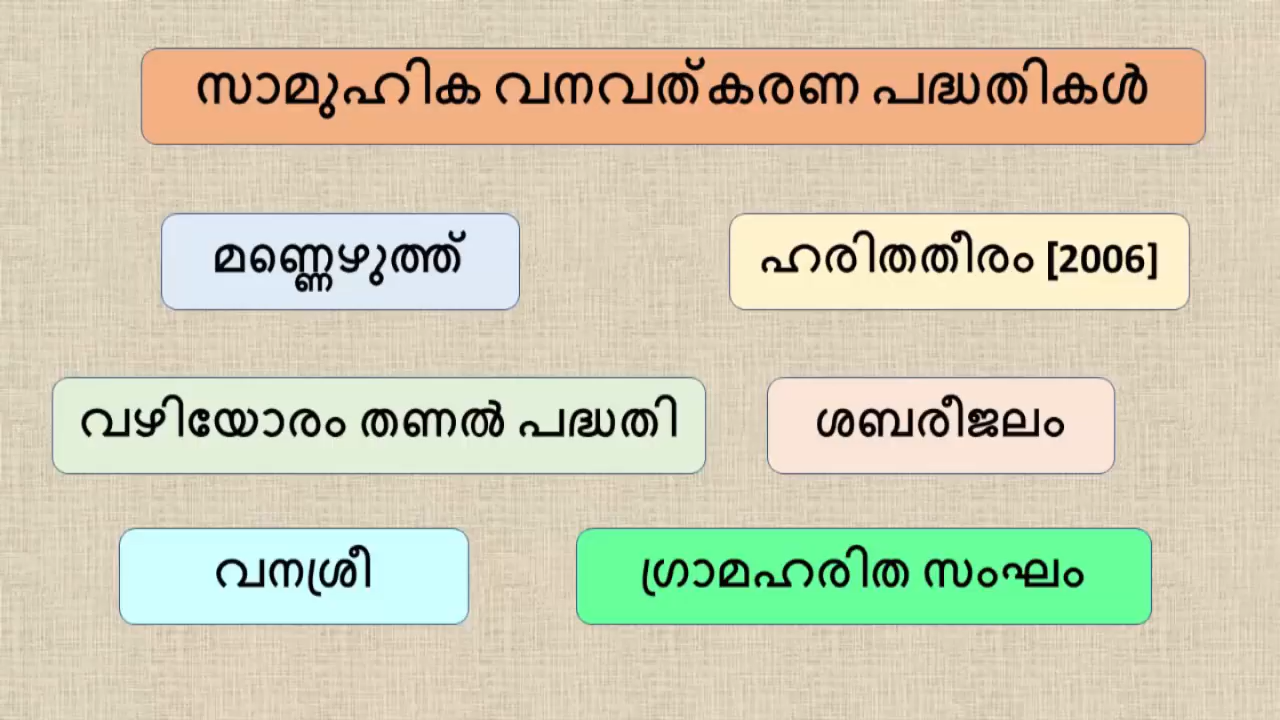 സാമുഹിക വനവത്കരണ പദ്ധതികൾ
മണ്ണെഴുത്ത്
ഹരിതതീരം [2006]
വഴിയോരം തണൽ പദ്ധതി
ശബരീജലം
വനശ്രീ
ഗ്രാമഹരിത സംഘം